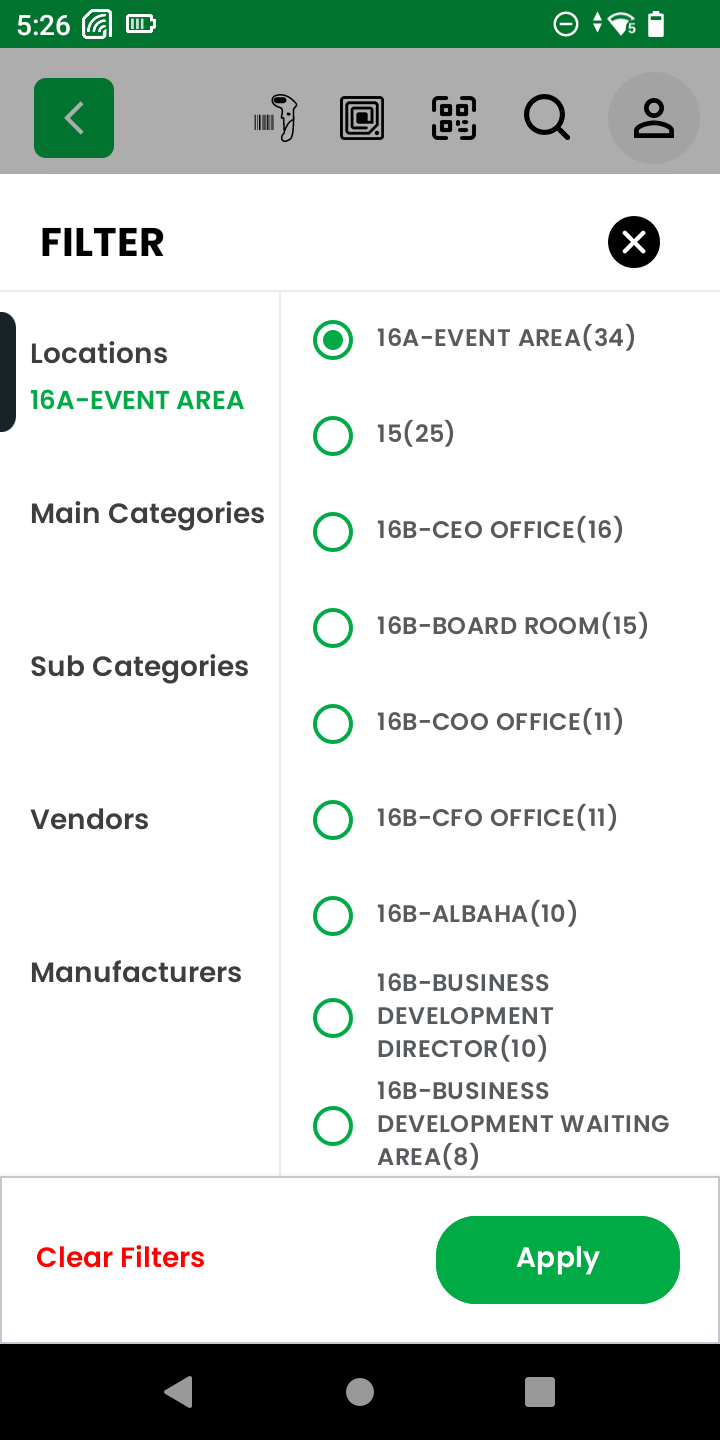 5:26
5
FILTER
Locations
16A-EVENT AREA
Main Categories
Sub Categories
Vendors
Manufacturers
16A-EVENT AREA(34)
15(25)
16B-CEO OFFICE(16)
16B-BOARD ROOM(15)
16B-COO OFFICE(11)
16B-CFO OFFICE(11)
16B-ALBAHA(10)
16B-BUSINESS
DEVELOPMENT
DIRECTOR(10)
16B-BUSINESS
DEVELOPMENT WAITING
AREA(8)
Clear Filters
Apply